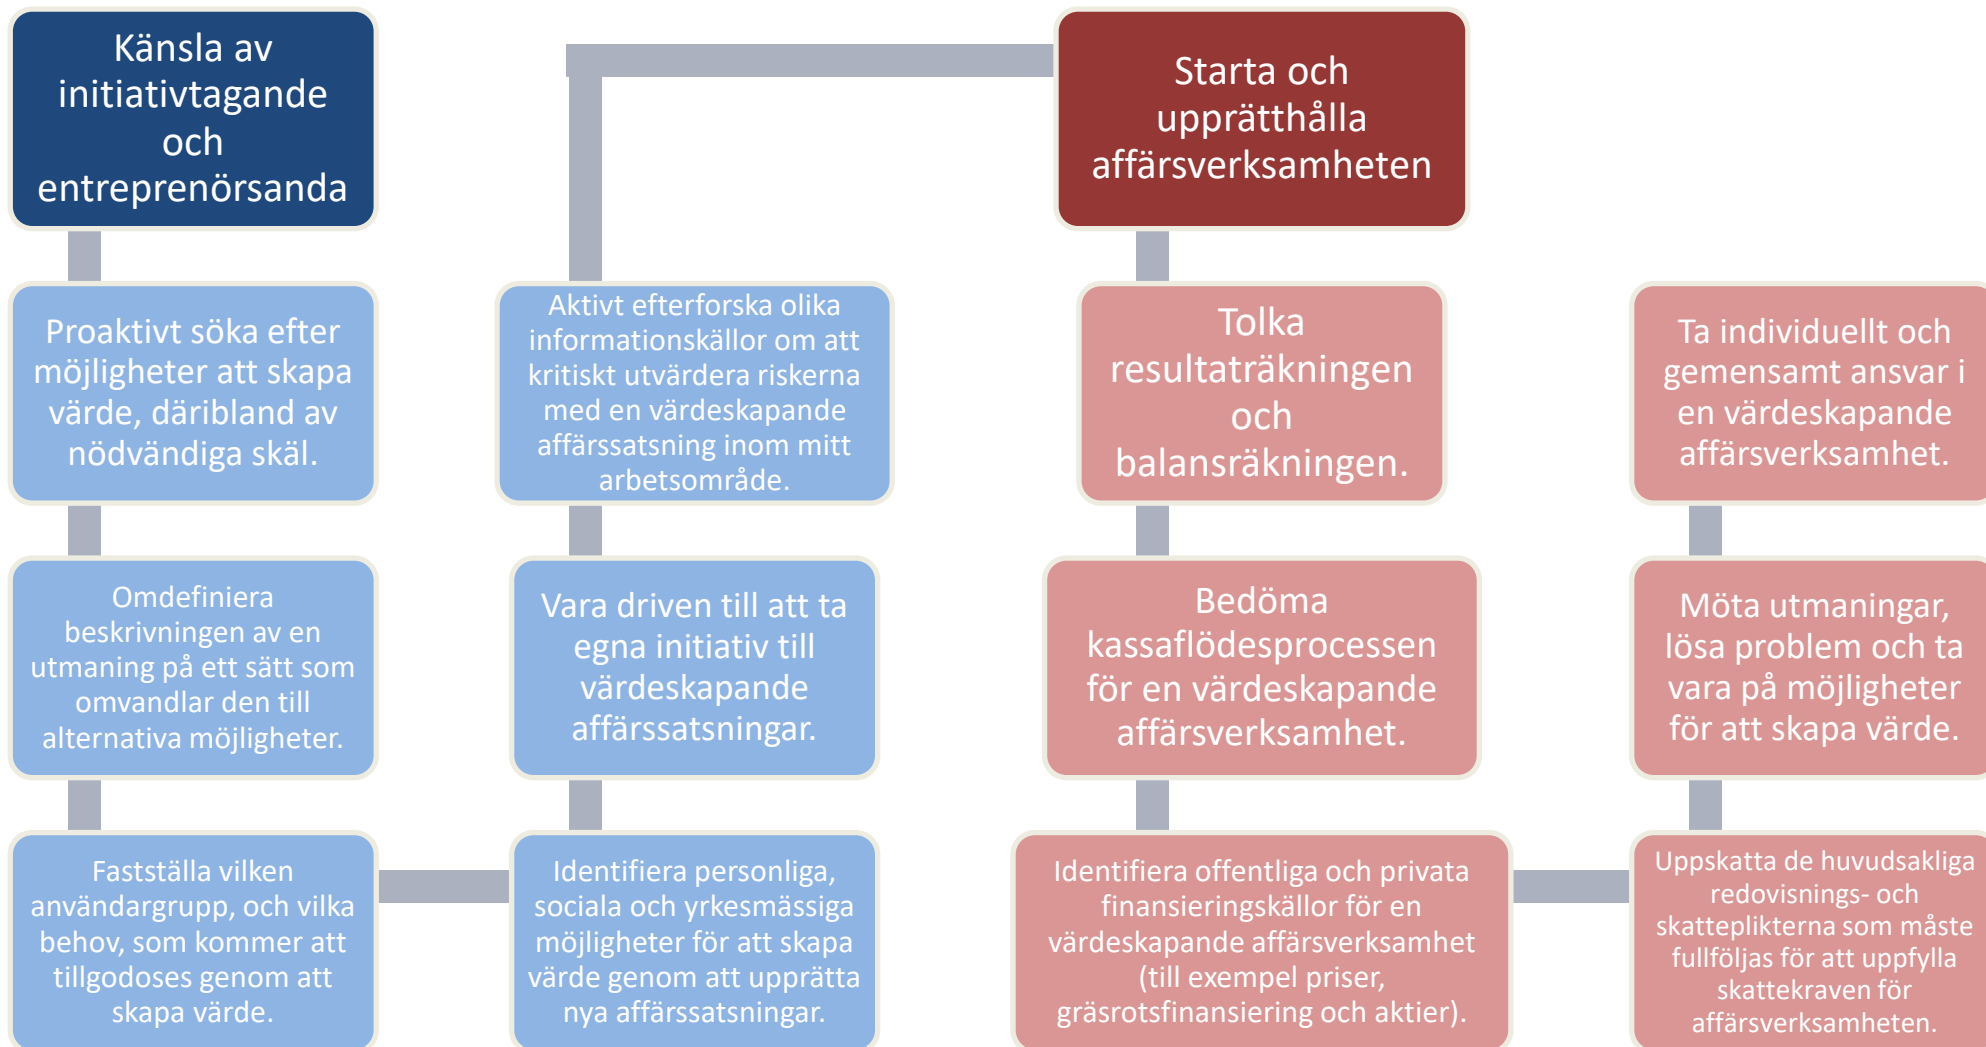 Känsla av
initiativtagande
och
entreprenörsanda
Proaktivt söka efter
möjligheter att skapa
värde, däribland av
nödvändiga skäl.
Omdefiniera
beskrivningen av en
utmaning på ett sätt som
omvandlar den till
alternativa möjligheter.
Fastställa vilken
användargrupp, och vilka
behov, som kommer att
tillgodoses genom att
skapa värde.
Identifiera personliga,
sociala och yrkesmässiga
möjligheter för att skapa
värde genom att upprätta
nya affärssatsningar.
Vara driven till att ta
egna initiativ till
värdeskapande
affärssatsningar.
Aktivt efterforska olika
informationskällor om att
kritiskt utvärdera riskerna
med en värdeskapande
affärssatsning inom mitt
arbetsområde.
Starta och
upprätthålla
affärsverksamheten
Tolka
resultaträkningen
och
balansräkningen.
Bedöma
kassaflödesprocessen
för en värdeskapande
affärsverksamhet.
Identifiera offentliga och privata
finansieringskällor för en
värdeskapande affärsverksamhet
(till exempel priser,
gräsrotsfinansiering och aktier).
Uppskatta de huvudsakliga
redovisnings- och
skatteplikterna som måste
fullföljas för att uppfylla
skattekraven för
affärsverksamheten.
Möta utmaningar,
lösa problem och ta
vara på möjligheter
för att skapa värde.
Ta individuellt och
gemensamt ansvar i
en värdeskapande
affärsverksamhet.